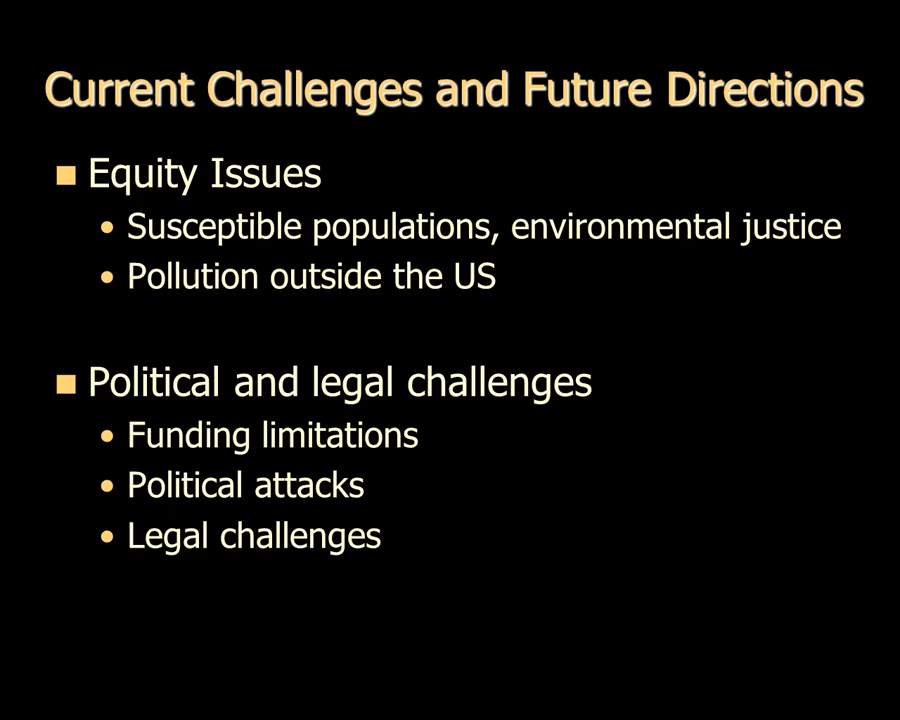 Current Challenges and Future Directions
Equity Issues
Susceptible populations, environmental justice
Pollution outside the US
Political and legal challenges
Funding limitations
Political attacks
Legal challenges